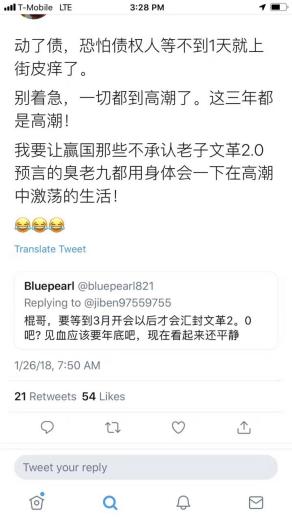 T-Mobile LTE 3:28 PM
动了债，恐怕债权人等不到1天就上
街皮痒了。
别着急，一切都到高潮了。这三年都
是高潮！
我要让赢国那些不承认老子文革2.0
预言的臭老九都用身体会一下在高潮
中激荡的生活！
😂😂😂
Translate Tweet
Bluepearl @bluepearl821
Replying to @jiben97559755
棍哥，要等到3月开会以后才会汇封文革2。0
吧? 见血应该要年底吧，现在看起来还平静
1/26/18, 7:50 AM
21 Retweets 54 Likes
Tweet your reply